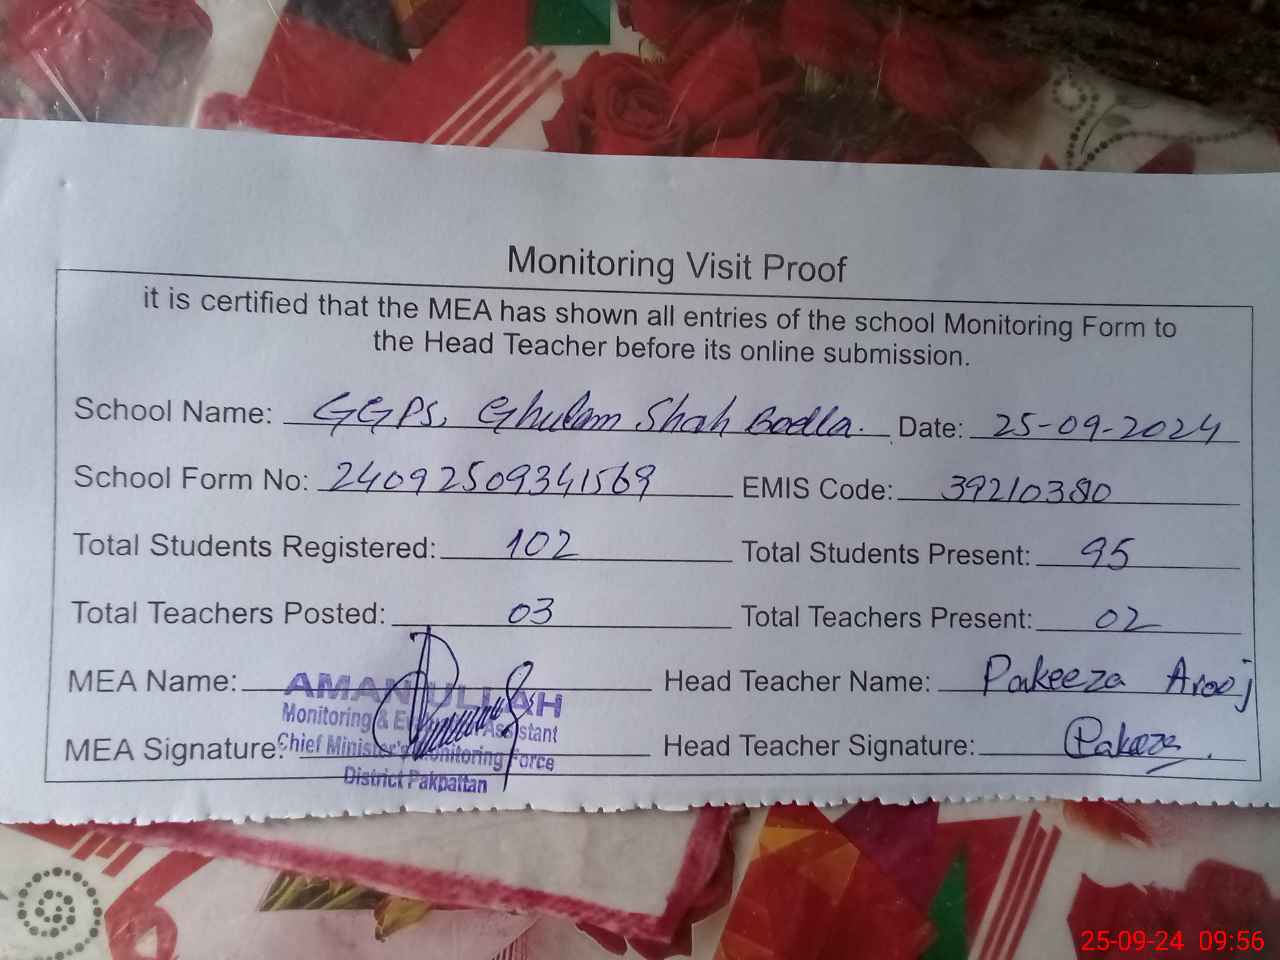 Monitoring Visit Proof
it is certified that the MEA has shown all entries of the school Monitoring Form to
the Head Teacher before its online submission.
School Name: GGPS, Ghulam Shah Bodla. Date: 25-09-2024
School Form No: 24092509341569 EMIS Code: 39210380
Total Students Registered: 102 Total Students Present: 95
Total Teachers Posted: 03 Total Teachers Present: 02
MEA Name: AMAN ULLAH Head Teacher Name: Pakeeza Arooj
Monitoring & Evaluation Assistant
MEA Signature: Chief Minister's Monitoring Force Head Teacher Signature: Pakeeza.
District Pakpattan
25-09-24 09:56